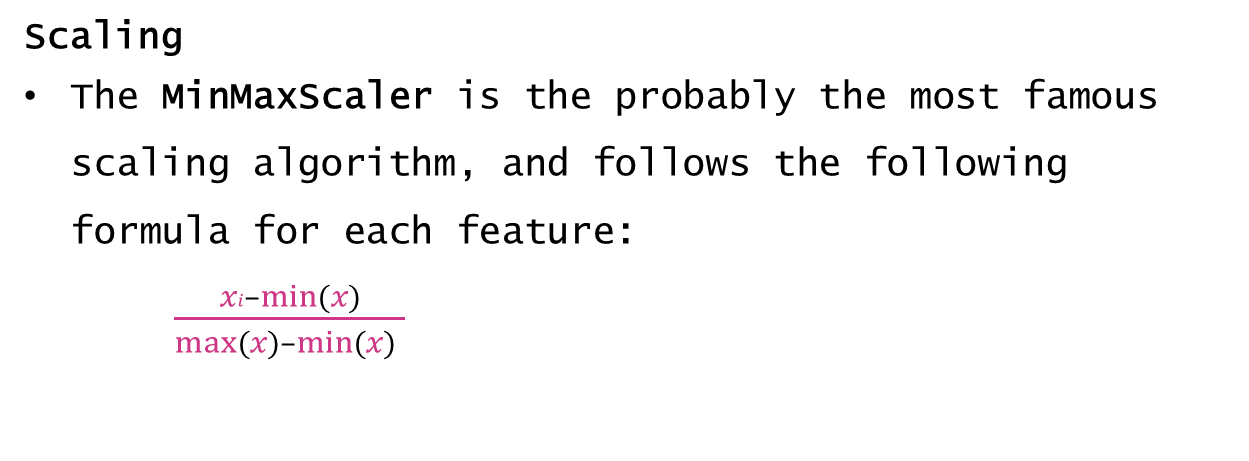 Scaling
• The MinMaxScaler is the probably the most famous
scaling algorithm, and follows the following
formula for each feature:
xᵢ–min(x)
max(x)–min(x)